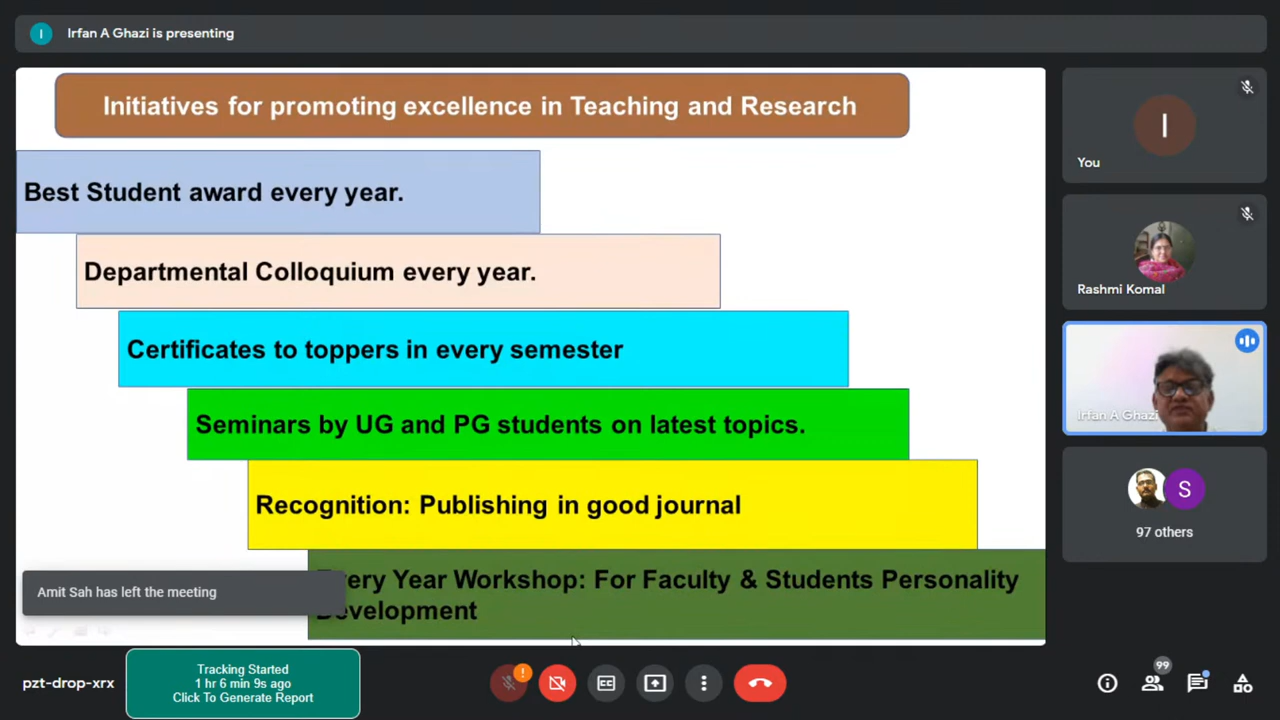 I
Irfan A Ghazi is presenting
Initiatives for promoting excellence in Teaching and Research
Best Student award every year.
Departmental Colloquium every year.
Certificates to toppers in every semester
Seminars by UG and PG students on latest topics.
Recognition: Publishing in good journal
Every Year Workshop: For Faculty & Students Personality
Development
Amit Sah has left the meeting
I
You
Rashmi Komal
Irfan A Ghazi
S
97 others
pzt-drop-xrx
Tracking Started
1 hr 6 min 9s ago
Click To Generate Report
!
CC
99